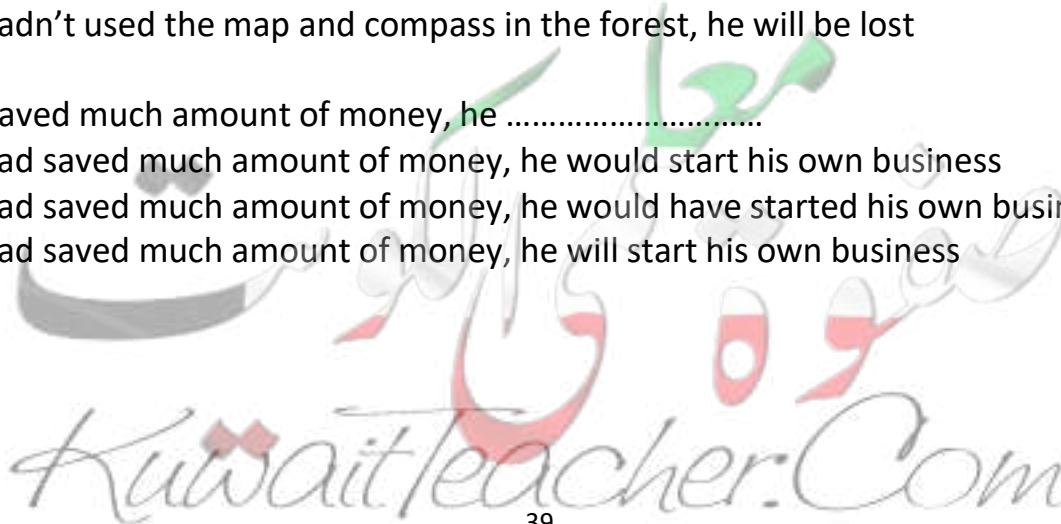 adn’t used the map and compass in the forest, he will be lost
aved much amount of money, he ..............................
ad saved much amount of money, he would start his own business
ad saved much amount of money, he would have started his own busi
ad saved much amount of money, he will start his own business
صفوة معلمى الكويت
KuwaitTeacher.Com
39